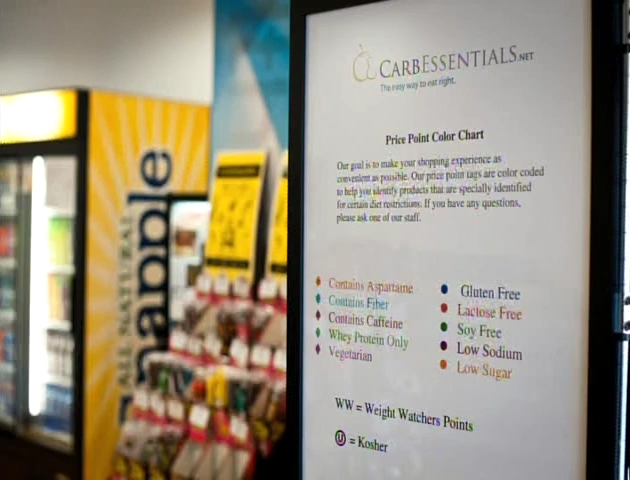 CARBESSENTIALS.NET
The easy way to eat right.
Price Point Color Chart
Our goal is to make your shopping experience as
convenient as possible. Our price point tags are color coded
to help you identify products that are specially identified
for certain diet restrictions. If you have any questions,
please ask one of our staff.
Contains Aspartame
Contains Fiber
Contains Caffeine
Whey Protein Only
Vegetarian
Gluten Free
Lactose Free
Soy Free
Low Sodium
Low Sugar
WW = Weight Watchers Points
U = Kosher
ALL NATURAL
napple